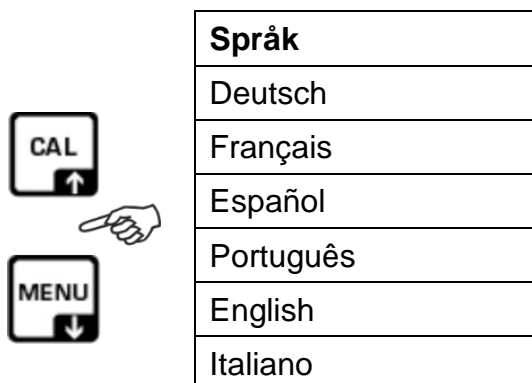 CAL
MENU
Språk
Deutsch
Français
Español
Português
English
Italiano